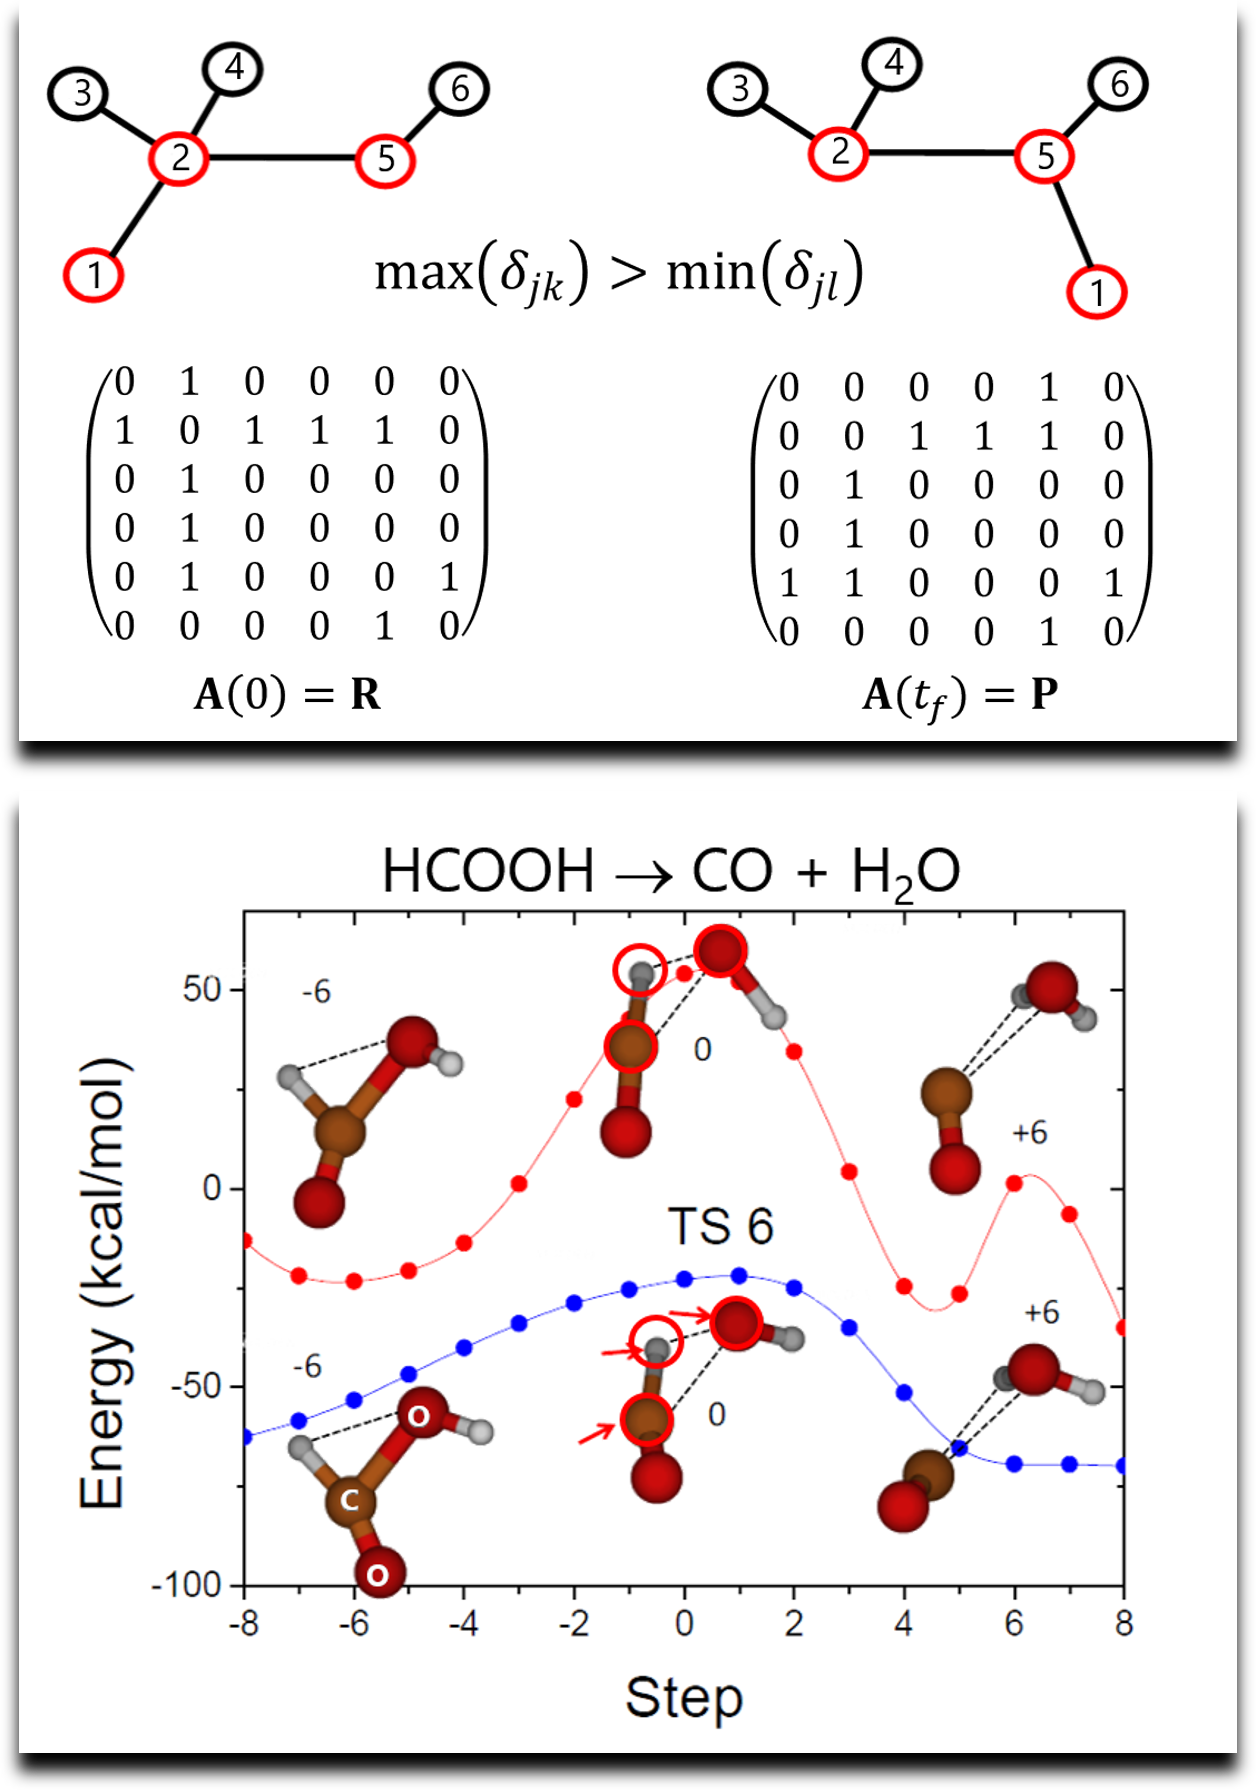 3 4 6 3 4 6
2 5 2 5
1 1
max(δjk) > min(δjl)
0 1 0 0 0 0
1 0 1 1 1 0
0 1 0 0 0 0
0 1 0 0 0 0
0 1 0 0 0 1
0 0 0 0 1 0
A(0) = R
0 0 0 0 1 0
0 0 1 1 1 0
0 1 0 0 0 0
0 1 0 0 0 0
1 1 0 0 0 1
0 0 0 0 1 0
A(tf) = P
HCOOH → CO + H2O
Energy (kcal/mol)
50
0
-50
-100
-6
0
+6
TS 6
-6
0
+6
O
C
O
-8 -6 -4 -2 0 2 4 6 8
Step